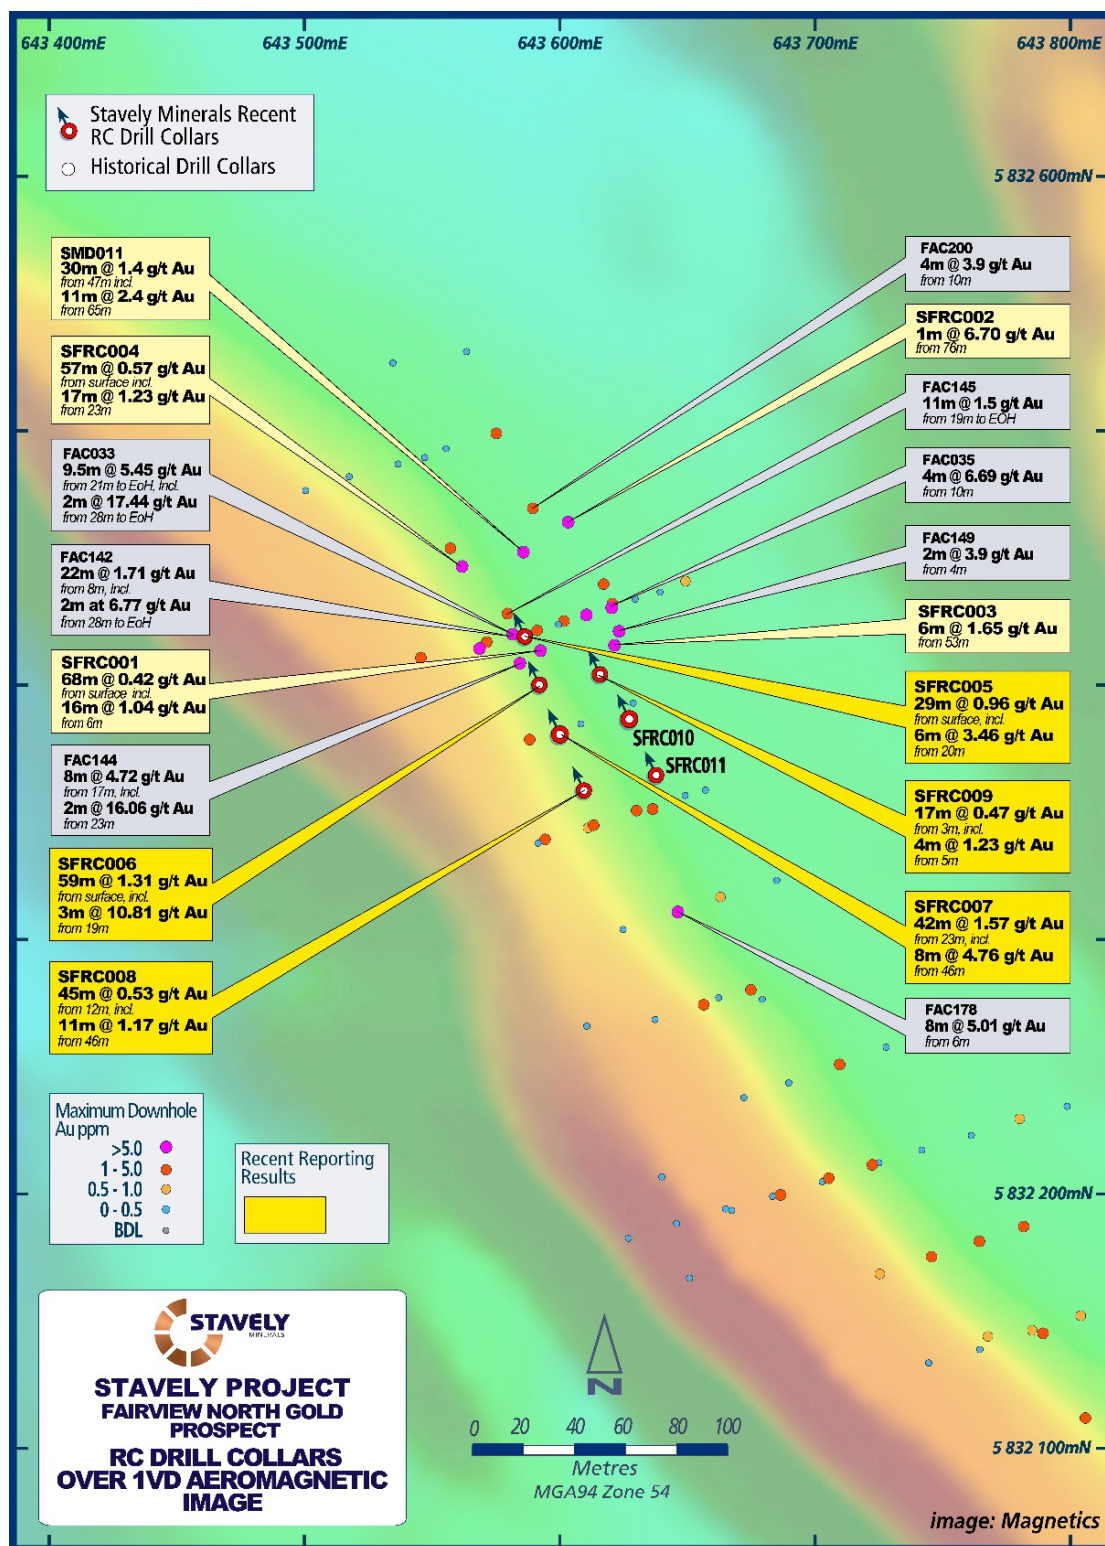 643 400mE
643 500mE
643 600mE
643 700mE
643 800mE
Stavely Minerals Recent
RC Drill Collars
Historical Drill Collars
5 832 600mN
SMD011
30m @ 1.4 g/t Au
from 47m incl.
11m @ 2.4 g/t Au
from 65m
SFRC004
57m @ 0.57 g/t Au
from surface incl.
17m @ 1.23 g/t Au
from 23m
FAC033
9.5m @ 5.45 g/t Au
from 21m to EoH, Incl.
2m @ 17.44 g/t Au
from 28m to EoH
FAC142
22m @ 1.71 g/t Au
from 8m, Incl.
2m at 6.77 g/t Au
from 28m to EoH
SFRC001
68m @ 0.42 g/t Au
from surface incl.
16m @ 1.04 g/t Au
from 6m
FAC144
8m @ 4.72 g/t Au
from 17m, Incl.
2m @ 16.06 g/t Au
from 23m
SFRC006
59m @ 1.31 g/t Au
from surface, incl.
3m @ 10.81 g/t Au
from 19m
SFRC008
45m @ 0.53 g/t Au
from 12m, incl.
11m @ 1.17 g/t Au
from 46m
FAC200
4m @ 3.9 g/t Au
from 10m
SFRC002
1m @ 6.70 g/t Au
from 76m
FAC145
11m @ 1.5 g/t Au
from 19m to EOH
FAC035
4m @ 6.69 g/t Au
from 10m
FAC149
2m @ 3.9 g/t Au
from 4m
SFRC003
6m @ 1.65 g/t Au
from 53m
SFRC005
29m @ 0.96 g/t Au
from surface, incl.
6m @ 3.46 g/t Au
from 20m
SFRC009
17m @ 0.47 g/t Au
from 3m, incl.
4m @ 1.23 g/t Au
from 5m
SFRC007
42m @ 1.57 g/t Au
from 23m, incl.
8m @ 4.76 g/t Au
from 46m
FAC178
8m @ 5.01 g/t Au
from 6m
SFRC010
SFRC011
Maximum Downhole
Au ppm
>5.0
1 - 5.0
0.5 - 1.0
0 - 0.5
BDL
Recent Reporting
Results
5 832 200mN
STAVELY
MINERALS
STAVELY PROJECT
FAIRVIEW NORTH GOLD
PROSPECT
RC DRILL COLLARS
OVER 1VD AEROMAGNETIC
IMAGE
N
0 20 40 60 80 100
Metres
MGA94 Zone 54
5 832 100mN
image: Magnetics